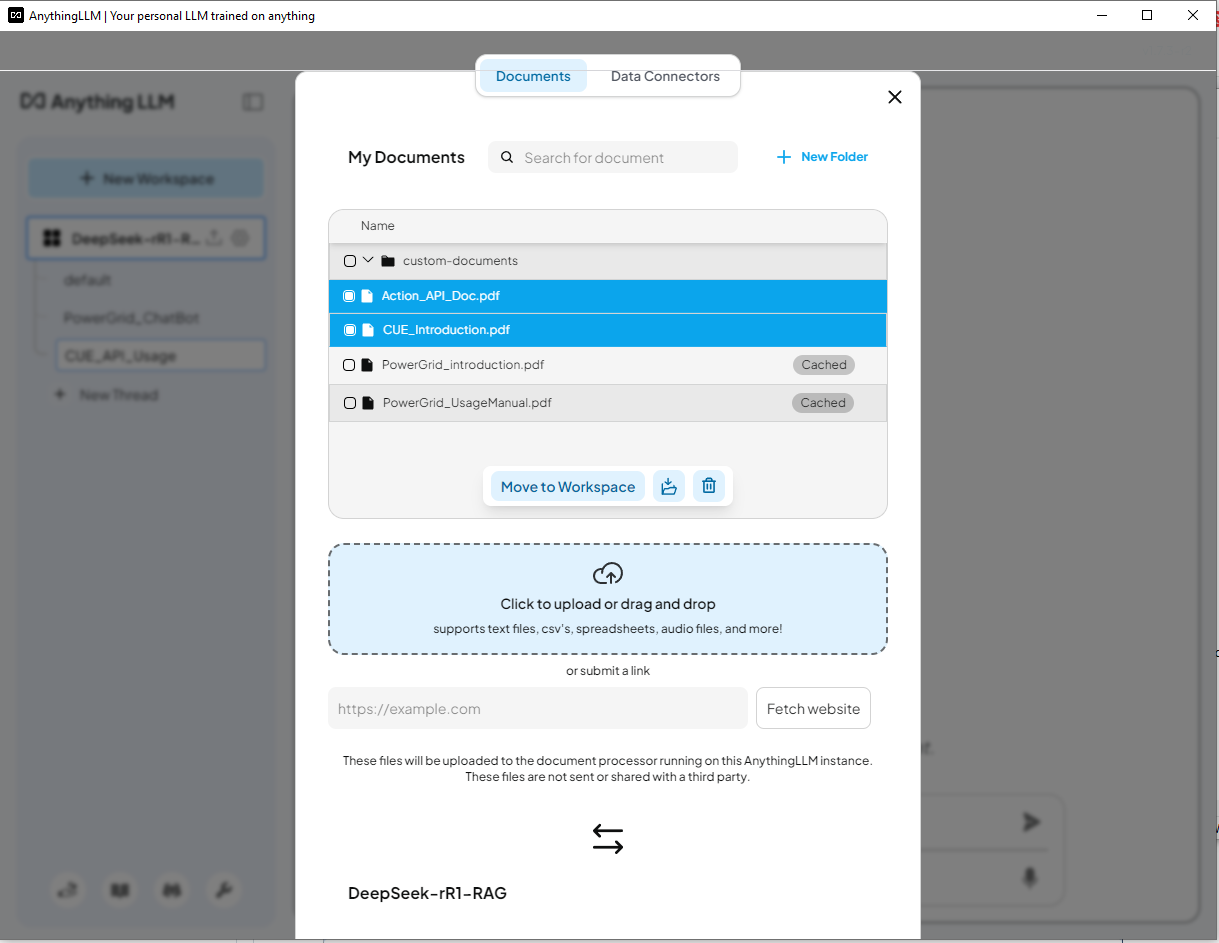 AnythingLLM | Your personal LLM trained on anything
Documents
Data Connectors
Anything LLM
My Documents
Search for document
New Folder
New Workspace
Name
DeepSeek-rR1-R...
custom-documents
default
Action_API_Doc.pdf
PowerGrid_ChatBot
CUE_Introduction.pdf
CUE_API_Usage
PowerGrid_introduction.pdf
Cached
New Thread
PowerGrid_UsageManual.pdf
Cached
Move to Workspace
Click to upload or drag and drop
supports text files, csv's, spreadsheets, audio files, and more!
or submit a link
https://example.com
Fetch website
These files will be uploaded to the document processor running on this AnythingLLM instance.
These files are not sent or shared with a third party.
DeepSeek-rR1-RAG